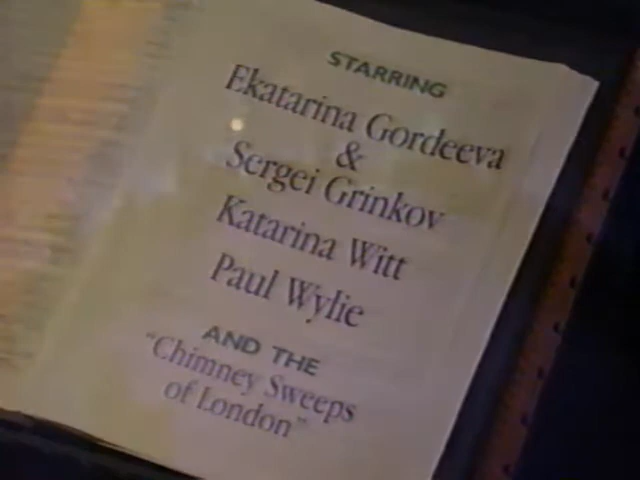 STARRING
Ekatarina Gordeeva
&
Sergei Grinkov
Katarina Witt
Paul Wylie
AND THE
"Chimney Sweeps
of London"